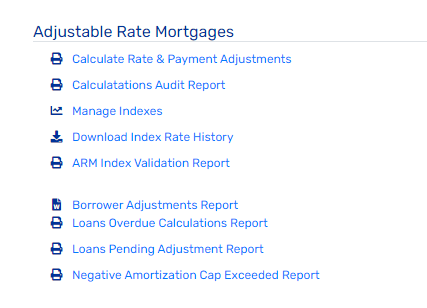 Adjustable Rate Mortgages
Calculate Rate & Payment Adjustments
Calculatations Audit Report
Manage Indexes
Download Index Rate History
ARM Index Validation Report
Borrower Adjustments Report
Loans Overdue Calculations Report
Loans Pending Adjustment Report
Negative Amortization Cap Exceeded Report